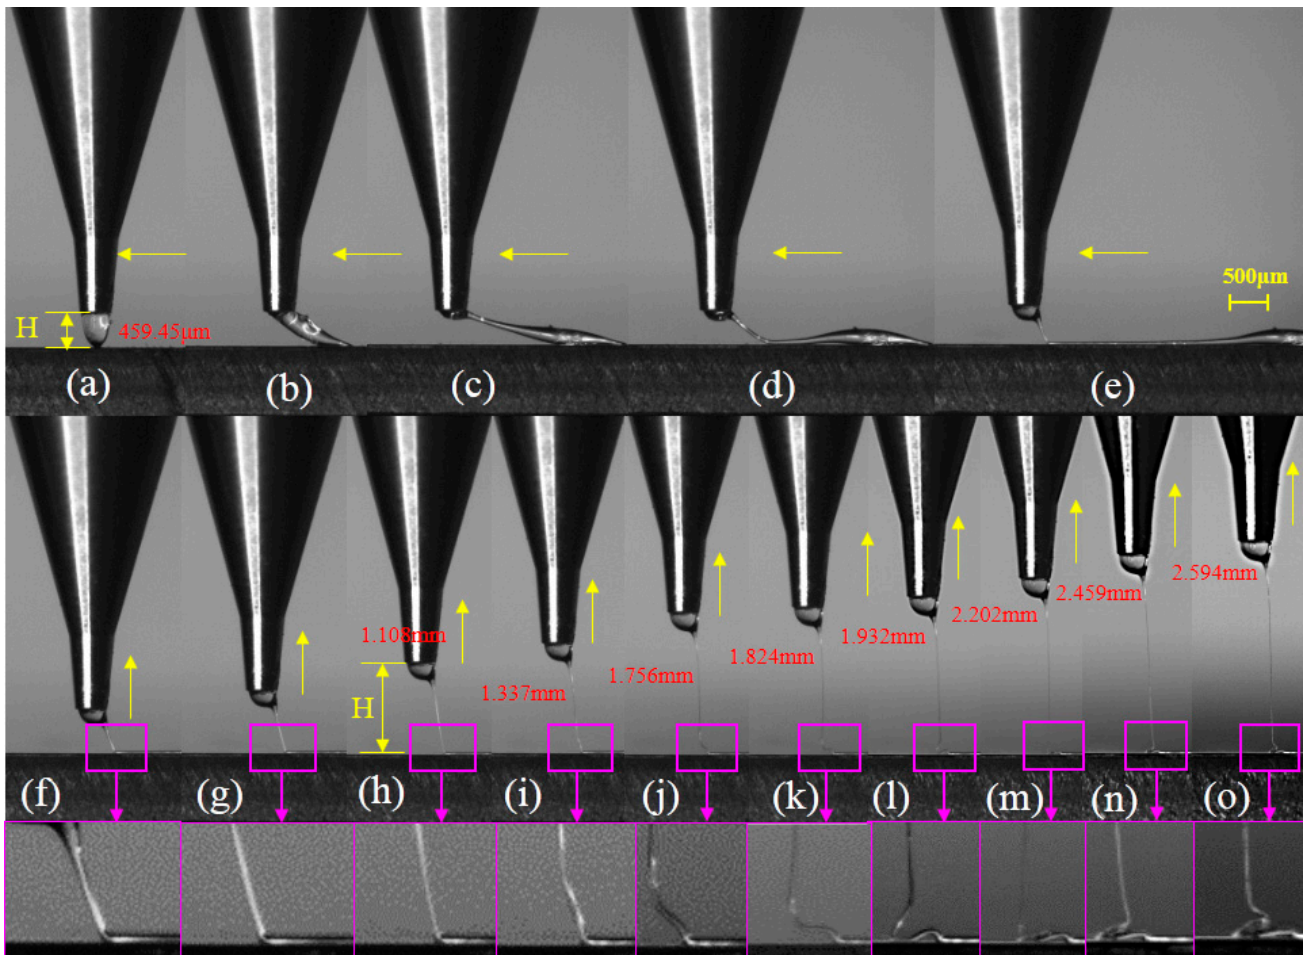 500μm
H
459.45μm
(a)
(b)
(c)
(d)
(e)
1.108mm
H
1.337mm
1.756mm
1.824mm
1.932mm
2.202mm
2.459mm
2.594mm
(f)
(g)
(h)
(i)
(j)
(k)
(l)
(m)
(n)
(o)